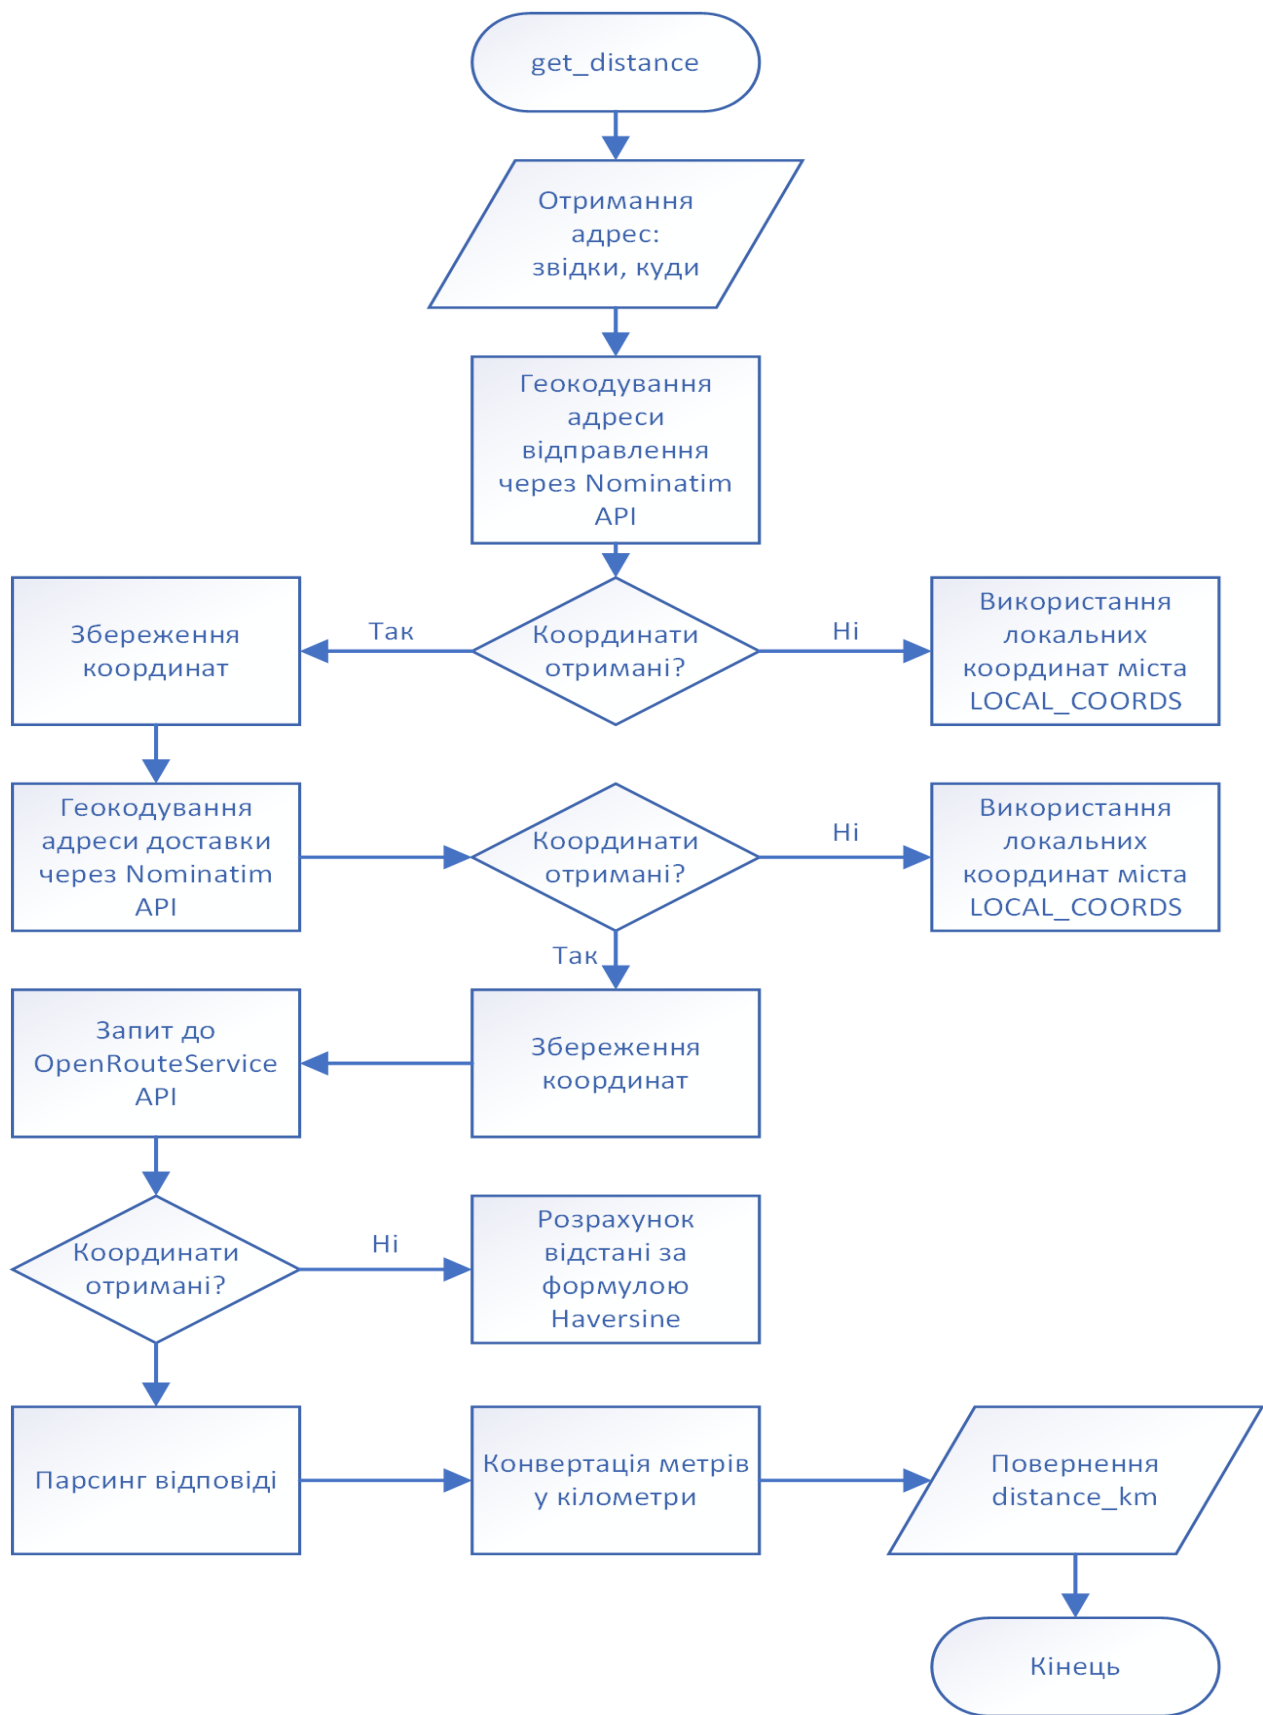 get_distance
Отримання
адрес:
звідки, куди
Геокодування
адреси
відправлення
через Nominatim
API
Збереження
координат
Так
Координати
отримані?
Ні
Використання
локальних
координат міста
LOCAL_COORDS
Геокодування
адреси доставки
через Nominatim
API
Координати
отримані?
Ні
Використання
локальних
координат міста
LOCAL_COORDS
Так
Запит до
OpenRouteService
API
Збереження
координат
Координати
отримані?
Ні
Розрахунок
відстані за
формулою
Haversine
Парсинг відповіді
Конвертація метрів
у кілометри
Повернення
distance_km
Кінець